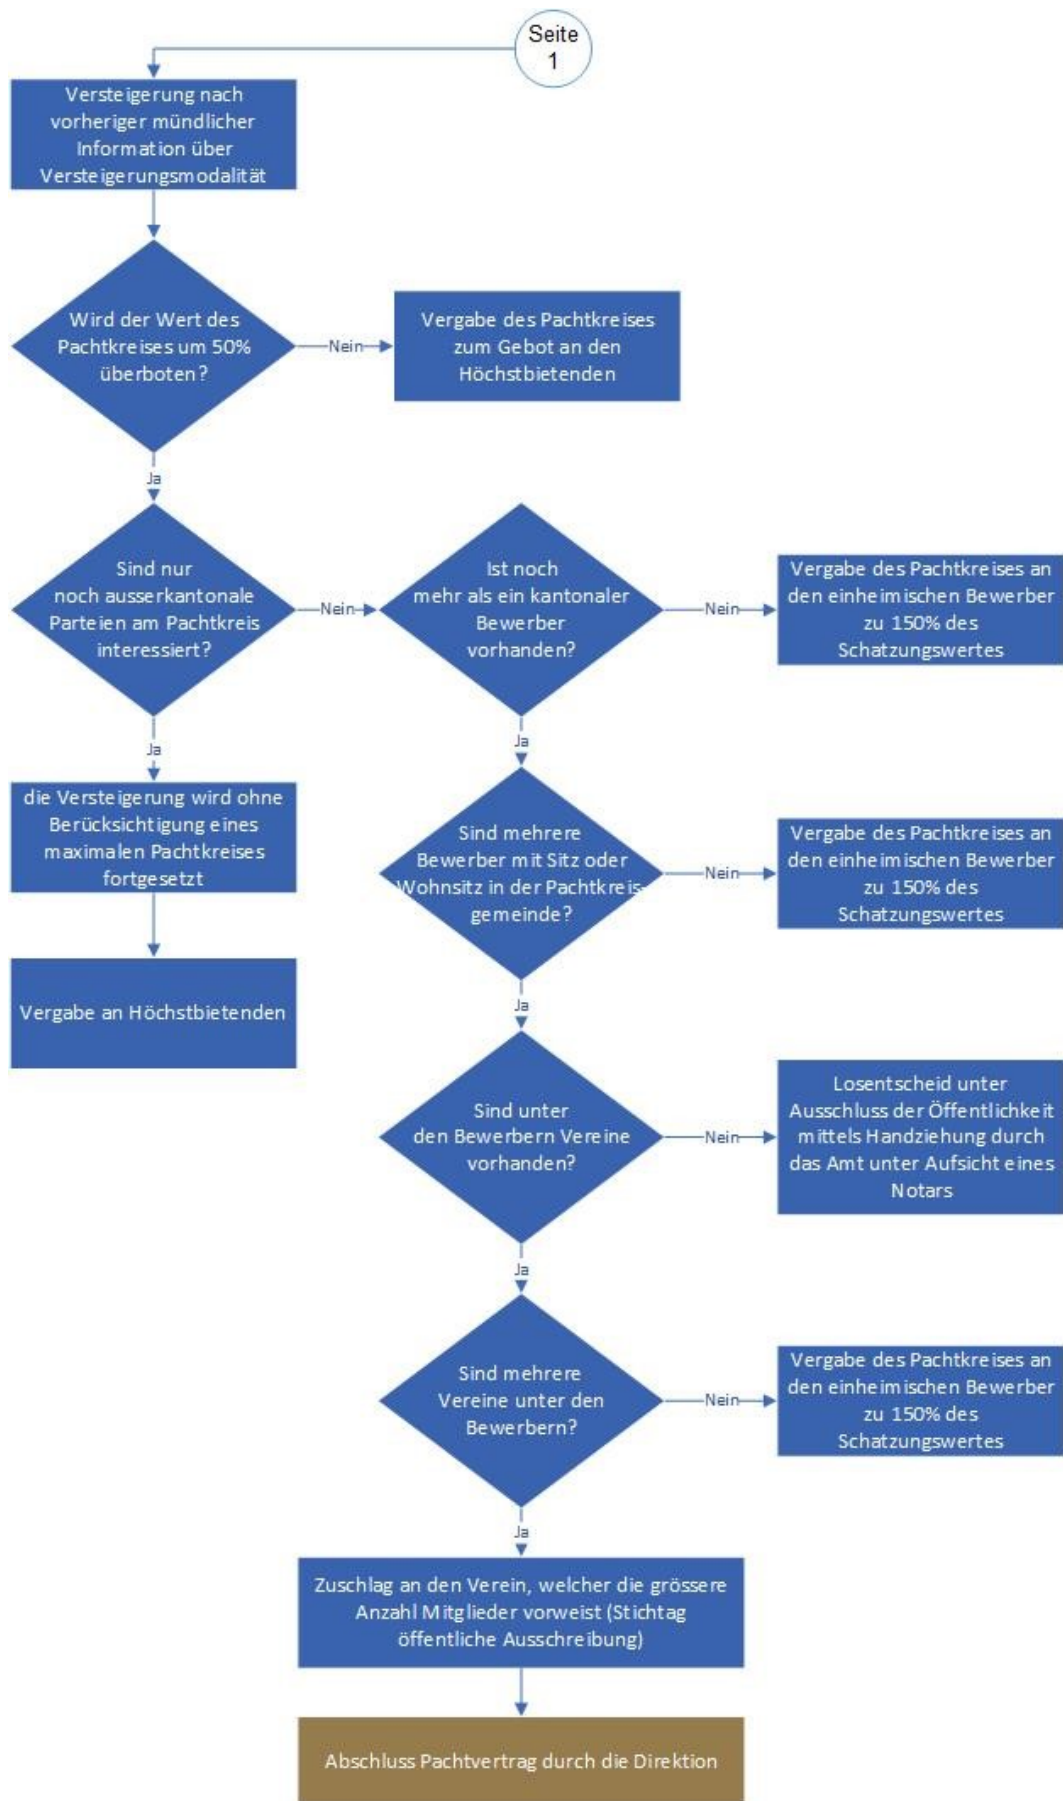 Seite
1
Versteigerung nach
vorheriger mündlicher
Information über
Versteigerungsmodalität
Wird der Wert des
Pachtkreises um 50%
überboten?
Nein
Vergabe des Pachtkreises
zum Gebot an den
Höchstbietenden
Ja
Sind nur
noch ausserkantonale
Parteien am Pachtkreis
interessiert?
Nein
Ist noch
mehr als ein kantonaler
Bewerber
vorhanden?
Nein
Vergabe des Pachtkreises an
den einheimischen Bewerber
zu 150% des
Schatzungswertes
Ja
die Versteigerung wird ohne
Berücksichtigung eines
maximalen Pachtkreises
fortgesetzt
Vergabe an Höchstbietenden
Ja
Sind mehrere
Bewerber mit Sitz oder
Wohnsitz in der Pachtkreis-
gemeinde?
Nein
Vergabe des Pachtkreises an
den einheimischen Bewerber
zu 150% des
Schatzungswertes
Ja
Sind unter
den Bewerbern Vereine
vorhanden?
Nein
Losentscheid unter
Ausschluss der Öffentlichkeit
mittels Handziehung durch
das Amt unter Aufsicht eines
Notars
Ja
Sind mehrere
Vereine unter den
Bewerbern?
Nein
Vergabe des Pachtkreises an
den einheimischen Bewerber
zu 150% des
Schatzungswertes
Ja
Zuschlag an den Verein, welcher die grössere
Anzahl Mitglieder vorweist (Stichtag
öffentliche Ausschreibung)
Abschluss Pachtvertrag durch die Direktion